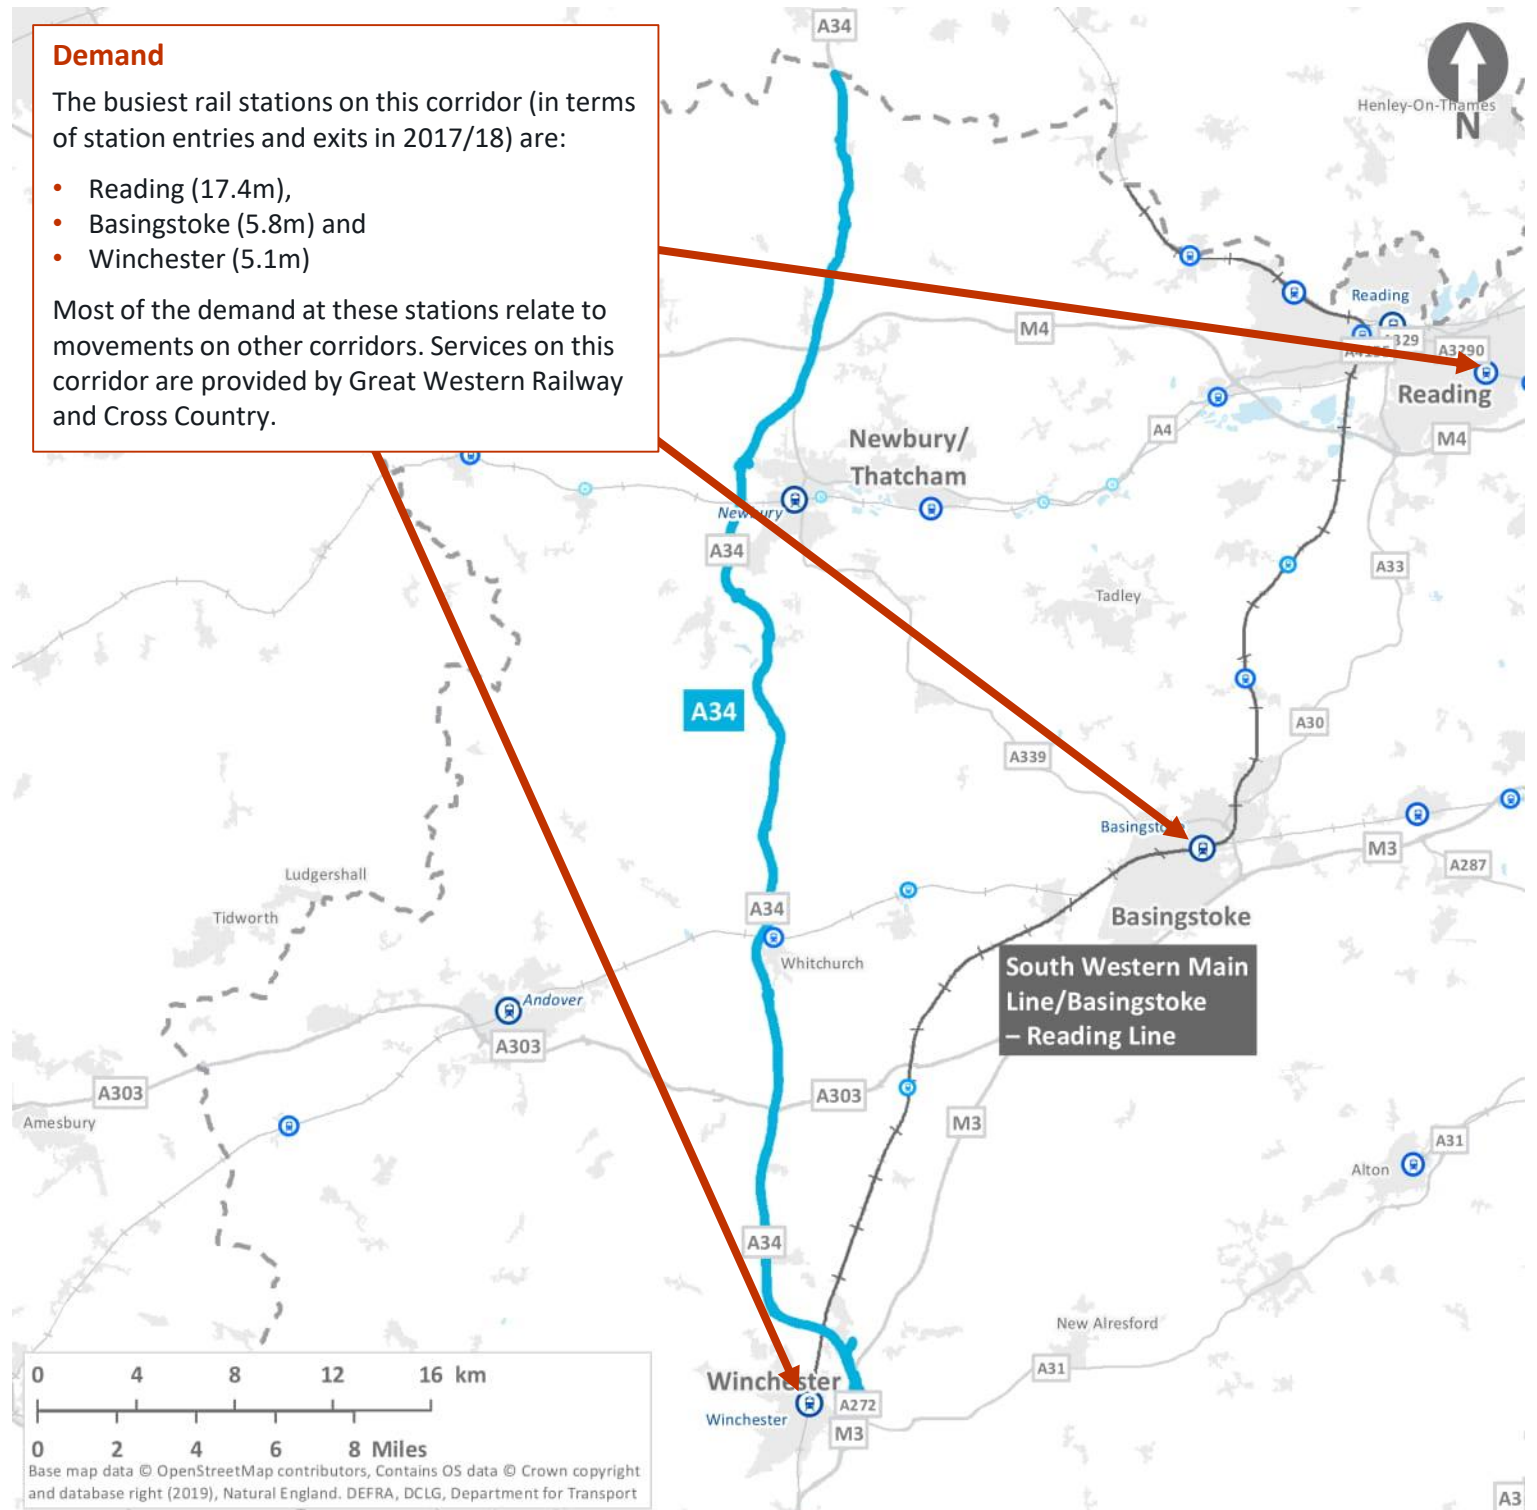 Demand
The busiest rail stations on this corridor (in terms
of station entries and exits in 2017/18) are:
• Reading (17.4m),
• Basingstoke (5.8m) and
• Winchester (5.1m)
Most of the demand at these stations relate to
movements on other corridors. Services on this
corridor are provided by Great Western Railway
and Cross Country.
A34
Henley-On-Thames
N
Reading
M4
A329
A3290
Reading
M4
A4
Newbury/
Thatcham
Newbury
A34
A33
Tadley
A34
A30
A339
Basingstoke
M3
A287
Ludgershall
Tidworth
A34
Basingstoke
Whitchurch
South Western Main
Line/Basingstoke
– Reading Line
Andover
A303
A303
A303
Amesbury
M3
A31
Alton
A34
New Alresford
A31
Winchester
Winchester
A272
M3
0 4 8 12 16 km
0 2 4 6 8 Miles
Base map data © OpenStreetMap contributors, Contains OS data © Crown copyright
and database right (2019), Natural England. DEFRA, DCLG, Department for Transport
A3